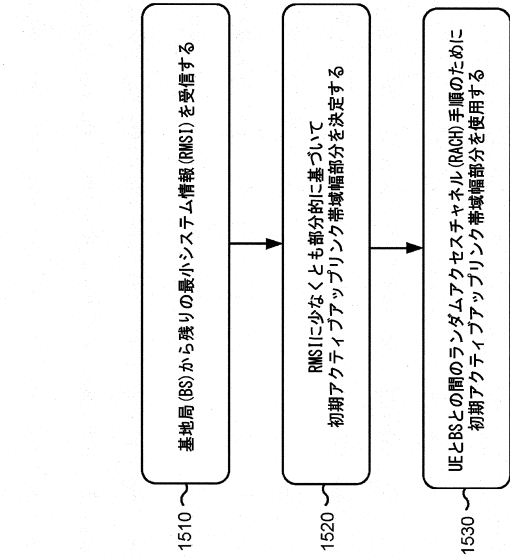 1510
基地局(BS)から残りの最小システム情報(RMSI)を受信する
1520
RMSIに少なくとも部分的に基づいて
初期アクティブアップリンク帯域幅部分を決定する
1530
UEとBSとの間のランダムアクセスチャネル(RACH)手順のために
初期アクティブアップリンク帯域幅部分を使用する